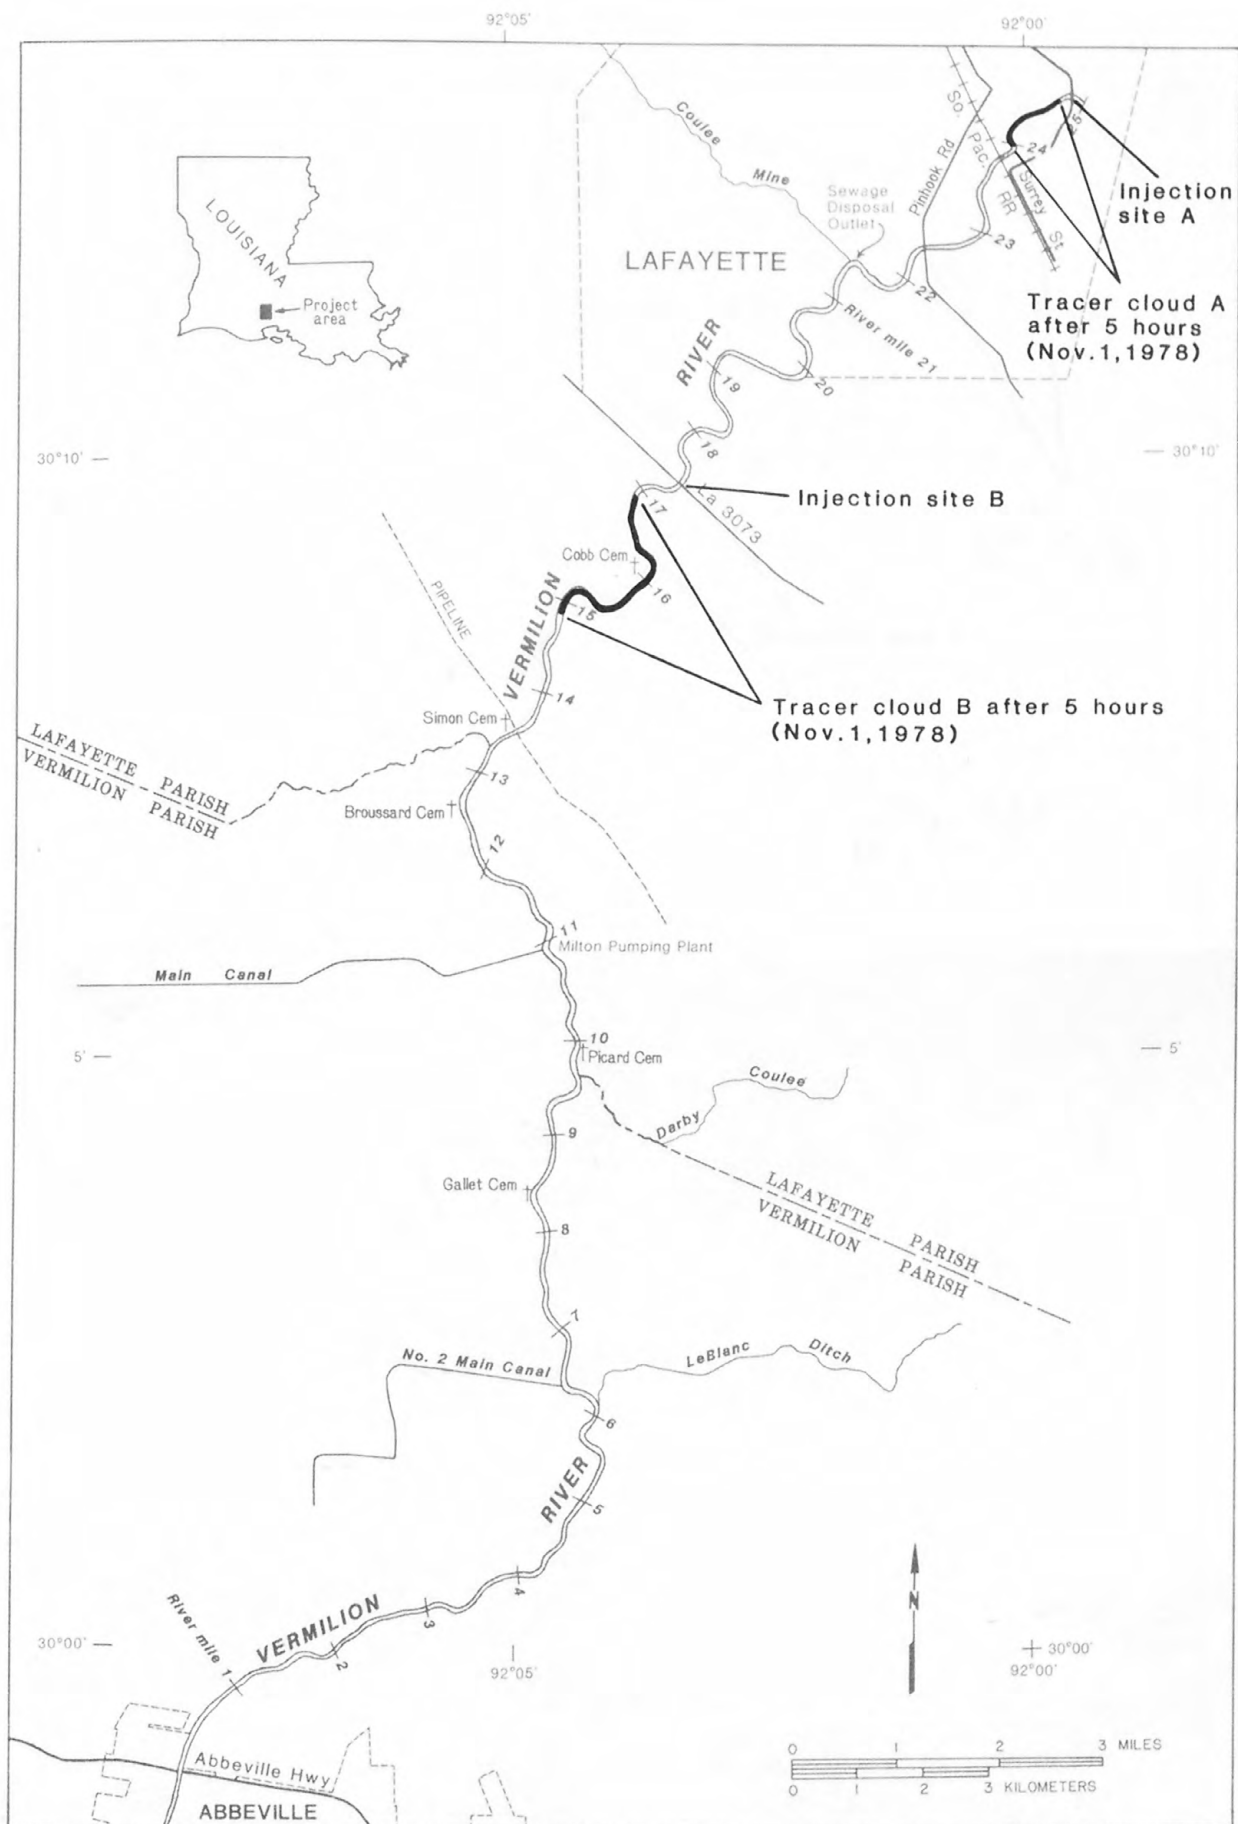 92°05'
92°00'
Coulee
Mine
So.
Pac.
RR
Pinhook Rd
Surrey St
25
24
23
22
Injection
site A
Sewage
Disposal
Outlet
LOUISIANA
Project
area
LAFAYETTE
Tracer cloud A
after 5 hours
(Nov.1,1978)
River mile 21
20
RIVER
19
18
30°10'
30°10'
17
La 3073
Injection site B
Cobb Cem
16
15
PIPELINE
VERMILION
14
Tracer cloud B after 5 hours
(Nov.1,1978)
Simon Cem
LAFAYETTE PARISH
VERMILION PARISH
13
Broussard Cem
12
11
Milton Pumping Plant
Main Canal
10
Picard Cem
5'
5'
Darby Coulee
9
Gallet Cem
8
LAFAYETTE PARISH
VERMILION PARISH
7
No. 2 Main Canal
LeBlanc Ditch
6
RIVER
5
4
N
VERMILION
3
2
River mile 1
30°00'
92°05'
30°00'
92°00'
0 1 2 3 MILES
0 1 2 3 KILOMETERS
Abbeville Hwy
ABBEVILLE